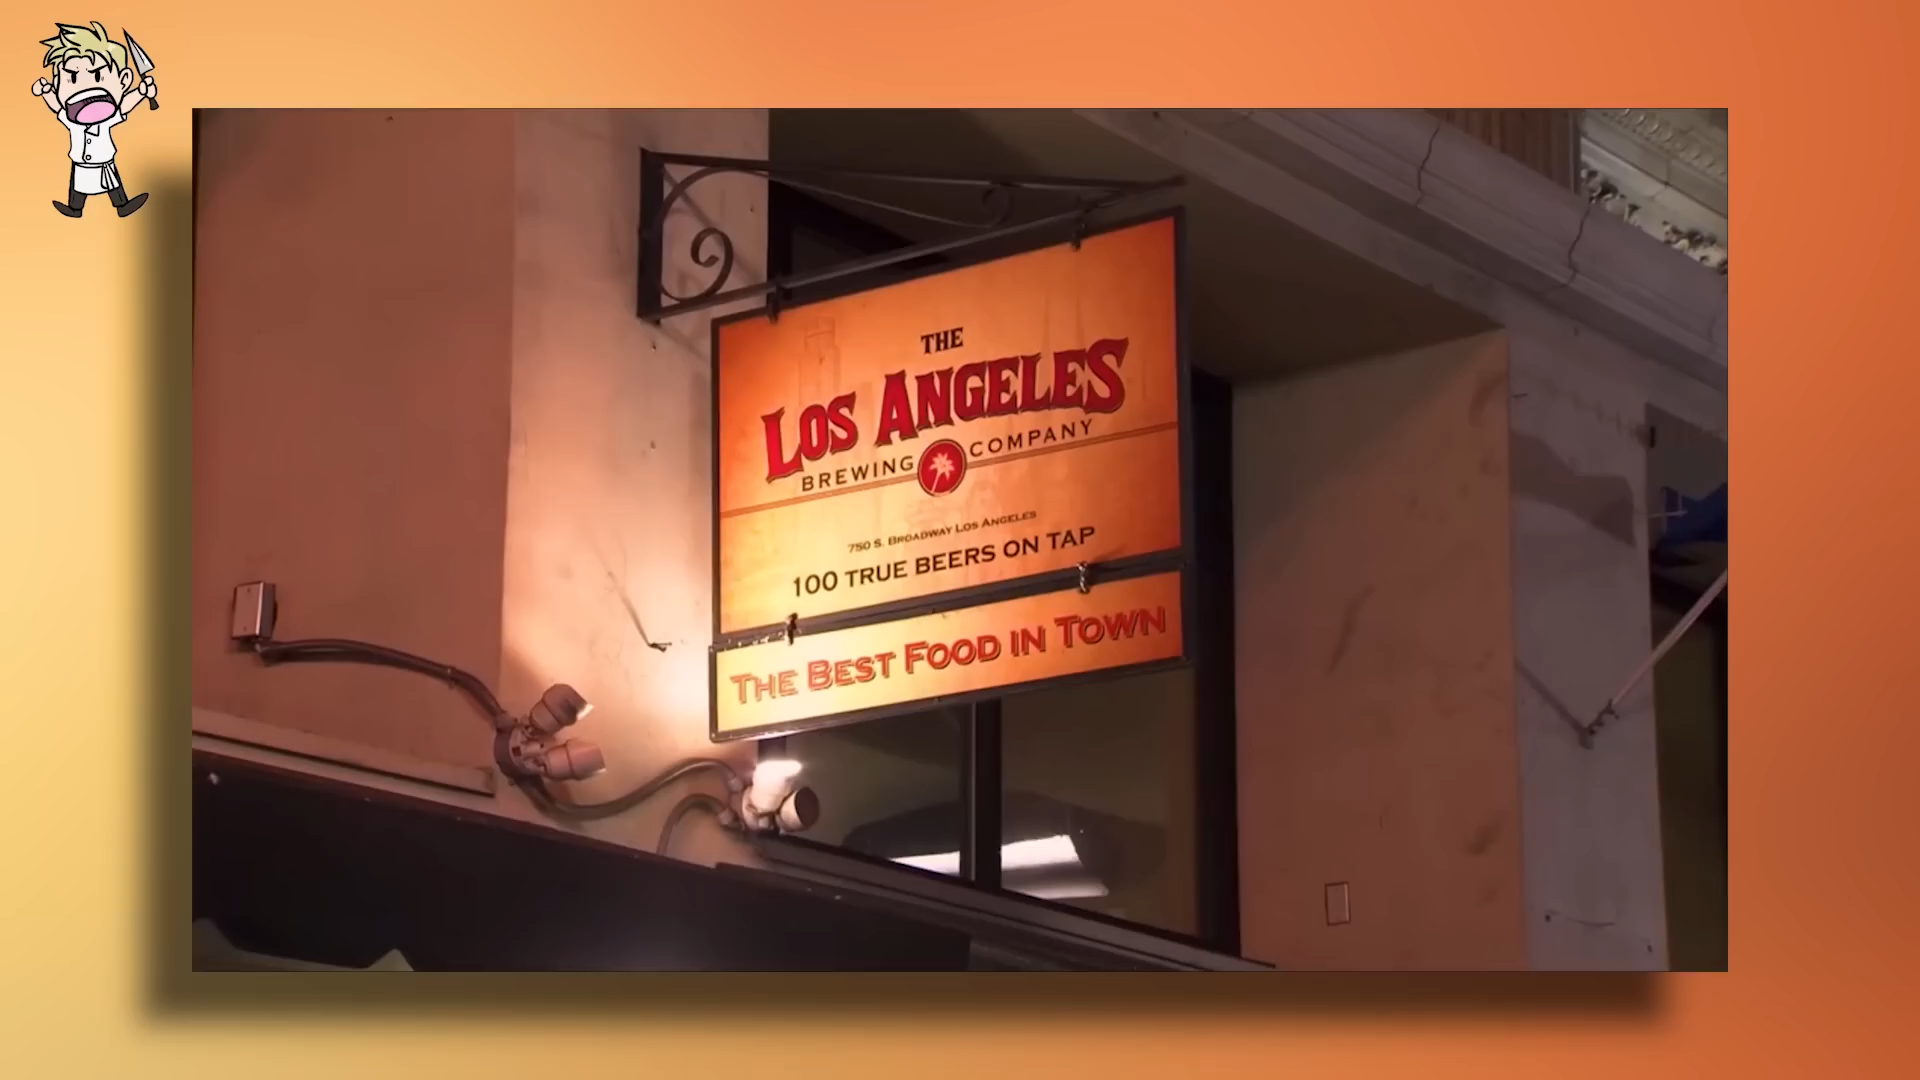 THE
LOS ANGELES
BREWING COMPANY
750 S. BROADWAY LOS ANGELES
100 TRUE BEERS ON TAP
THE BEST FOOD IN TOWN